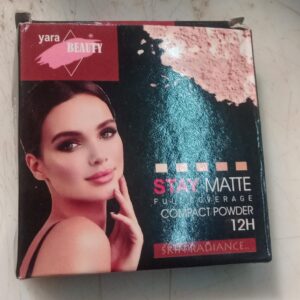 yara
BEAUTY
STAY MATTE
FULL COVERAGE
COMPACT POWDER
12H
SKIN RADIANCE...